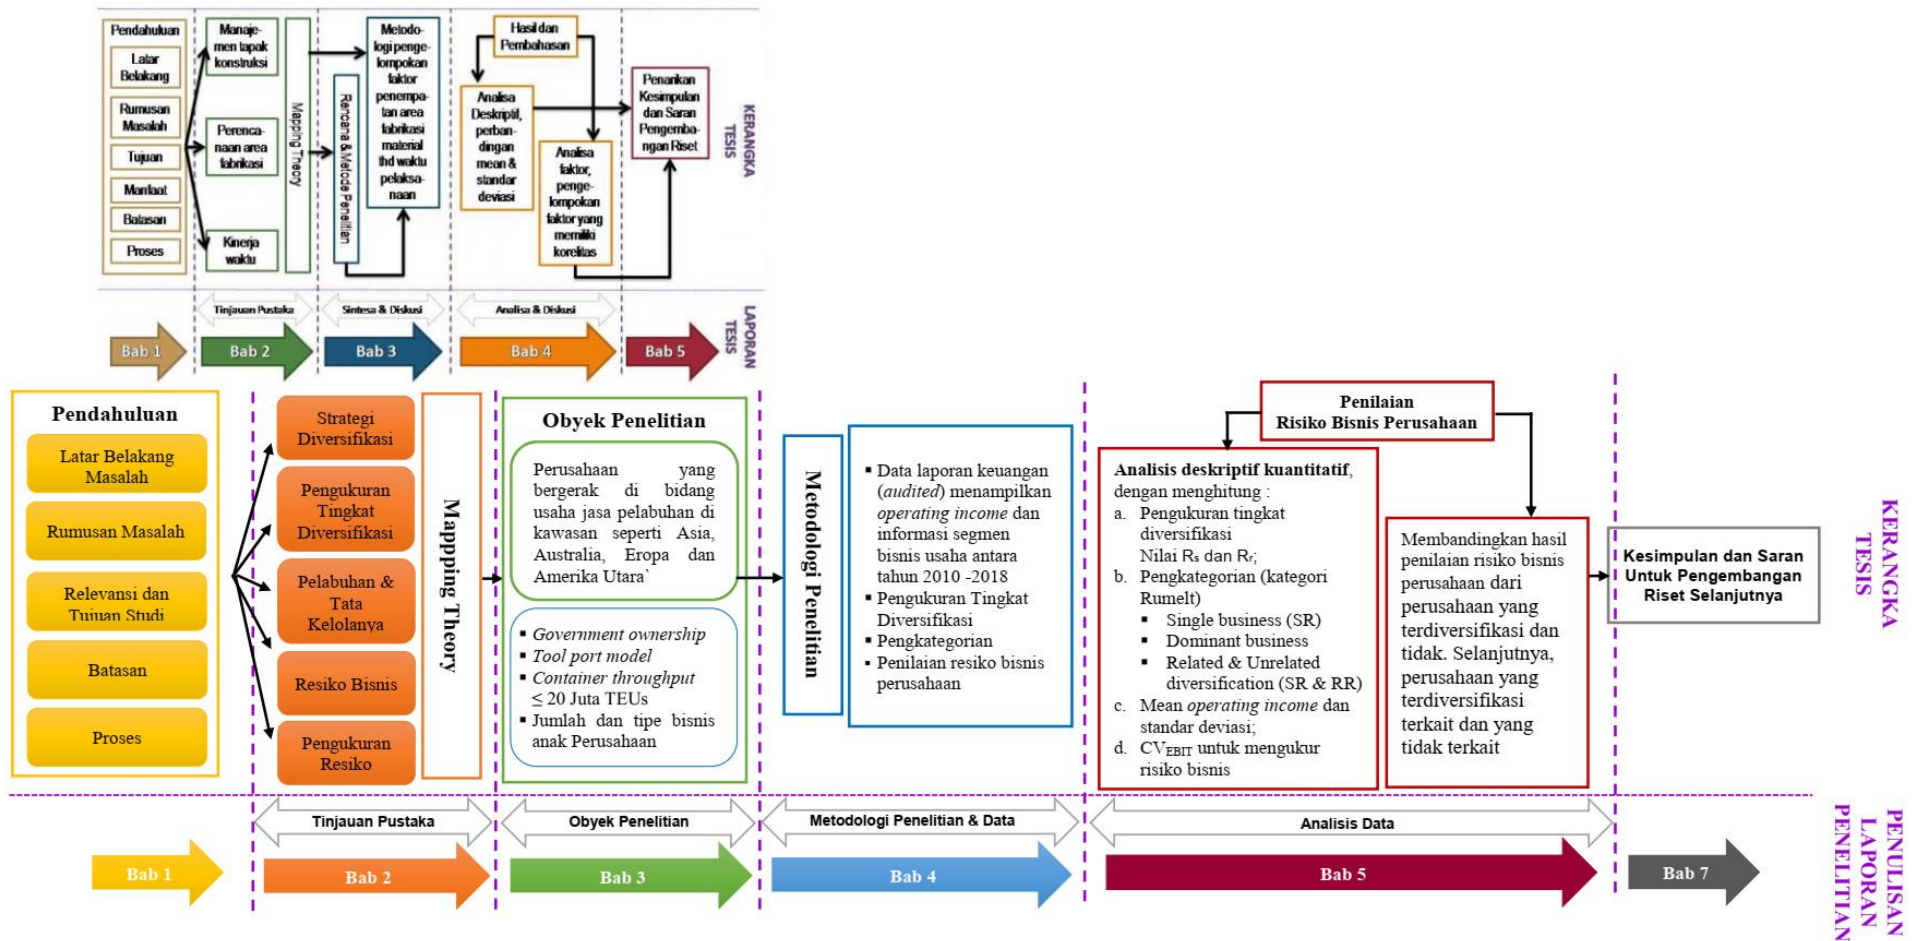 Pendahuluan
Latar
Belakang
Rumusan
Masalah
Tujuan
Manfaat
Batasan
Proses
Manaje-
men tapak
konstruksi
Perenca-
naan area
fabrikasi
Kinerja
waktu
Mapping Theory
Rencana & Metode Penelitian
Metodo-
logi penge-
lompokan
faktor
penempa-
tan area
fabrikasi
material
thd waktu
pelaksa-
naan
Hasil dan
Pembahasan
Analisa
Deskriptif,
perban-
dingan
mean &
standar
deviasi
Analisa
faktor,
penge-
lompokan
faktor yang
memiliki
korelitas
Penarikan
Kesimpulan
dan Saran
Pengemba-
ngan Riset
KERANGKA
TESIS
Tinjauan Pustaka
Sintesa & Diskusi
Analisa & Diskusi
LAPORAN
TESIS
Bab 1
Bab 2
Bab 3
Bab 4
Bab 5
Pendahuluan
Latar Belakang
Masalah
Rumusan Masalah
Relevansi dan
Tujuan Studi
Batasan
Proses
Strategi
Diversifikasi
Pengukuran
Tingkat
Diversifikasi
Pelabuhan &
Tata
Kelolanya
Resiko Bisnis
Pengukuran
Resiko
Mappping Theory
Obyek Penelitian
Perusahaan yang
bergerak di bidang
usaha jasa pelabuhan di
kawasan seperti Asia,
Australia, Eropa dan
Amerika Utara`
▪ Government ownership
▪ Tool port model
▪ Container throughput
≤ 20 Juta TEUs
▪ Jumlah dan tipe bisnis
anak Perusahaan
Metodologi Penelitian
▪ Data laporan keuangan
(audited) menampilkan
operating income dan
informasi segmen
bisnis usaha antara
tahun 2010 -2018
▪ Pengukuran Tingkat
Diversifikasi
▪ Pengkategorian
▪ Penilaian resiko bisnis
perusahaan
Penilaian
Risiko Bisnis Perusahaan
Analisis deskriptif kuantitatif,
dengan menghitung :
a. Pengukuran tingkat
diversifikasi
Nilai Rs dan Rr;
b. Pengkategorian (kategori
Rumelt)
▪ Single business (SR)
▪ Dominant business
▪ Related & Unrelated
diversification (SR & RR)
c. Mean operating income dan
standar deviasi;
d. CVEBIT untuk mengukur
risiko bisnis
Membandingkan hasil
penilaian risiko bisnis
perusahaan dari
perusahaan yang
terdiversifikasi dan
tidak. Selanjutnya,
perusahaan yang
terdiversifikasi
terkait dan yang
tidak terkait
Kesimpulan dan Saran
Untuk Pengembangan
Riset Selanjutnya
KERANGKA
TESIS
Tinjauan Pustaka
Obyek Penelitian
Metodologi Penelitian & Data
Analisis Data
Bab 1
Bab 2
Bab 3
Bab 4
Bab 5
Bab 7
PENULISAN
LAPORAN
PENELITIAN